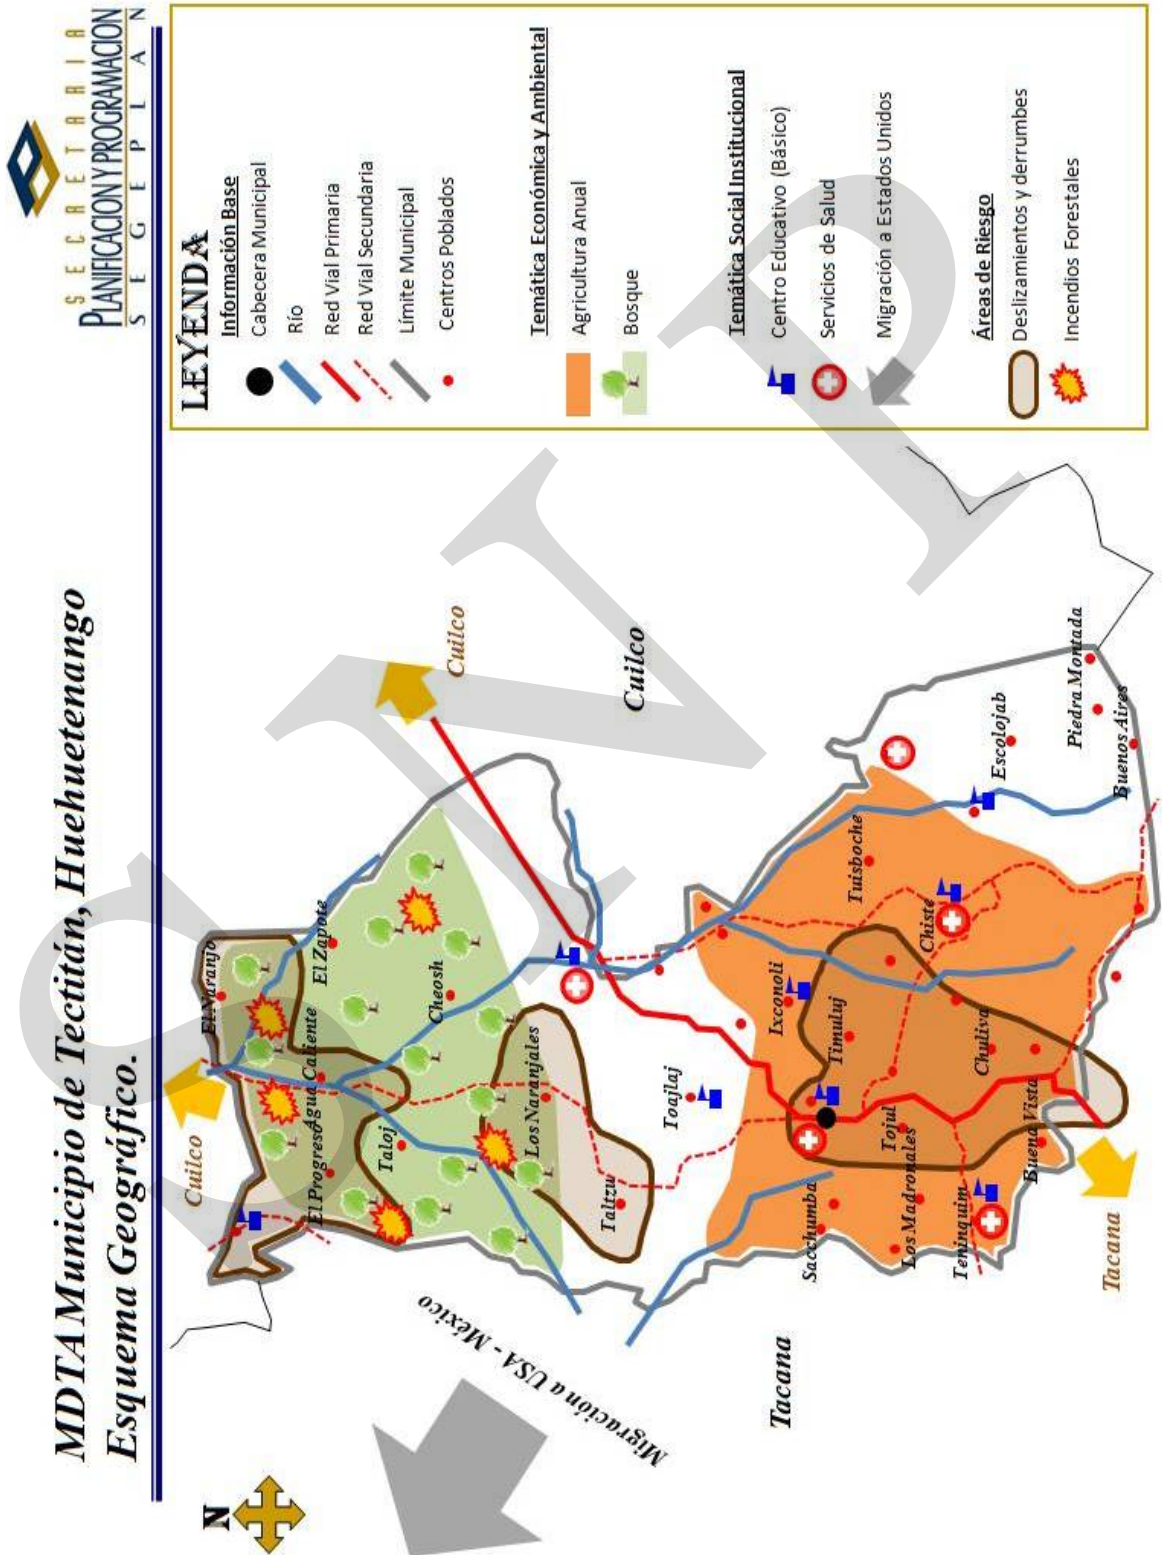 MDTA Municipio de Tectitán, Huehuetenango
Esquema Geográfico.
SECRETARIA
PLANIFICACION Y PROGRAMACION
SEGEPLAN
N
LEYENDA
Información Base
Cabecera Municipal
Río
Red Vial Primaria
Red Vial Secundaria
Límite Municipal
Centros Poblados
Temática Económica y Ambiental
Agricultura Anual
Bosque
Temática Social Institucional
Centro Educativo (Básico)
Servicios de Salud
Migración a Estados Unidos
Áreas de Riesgo
Deslizamientos y derrumbes
Incendios Forestales
Migración a USA - México
Cuilco
El Naranjo
El Progreso
Agua Caliente
El Zapote
Taloj
Cheosh
Cuilco
Los Naranjales
Taltzu
Cuilco
Toajlaj
Tacana
Ixconoli
Sacchumba
Timuluj
Tuisboche
Tojul
Los Madronales
Chiste
Teninquim
Chuliva
Escolojab
Buena Vista
Piedra Montada
Buenos Aires
Tacana
SNP